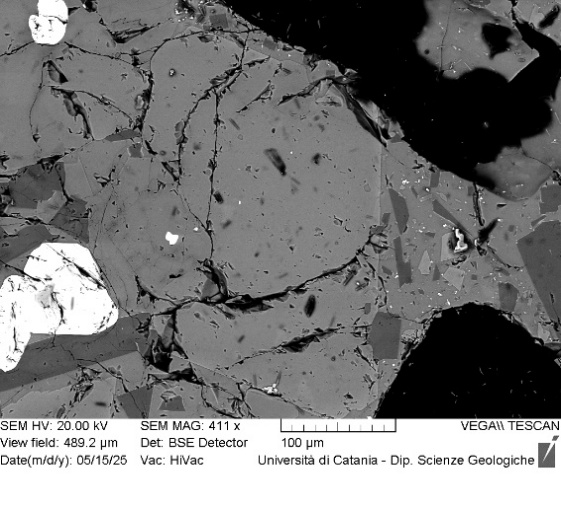 SEM HV: 20.00 kV SEM MAG: 411 x VEGA\\ TESCAN
View field: 489.2 µm Det: BSE Detector 100 µm
Date(m/d/y): 05/15/25 Vac: HiVac Università di Catania - Dip. Scienze Geologiche